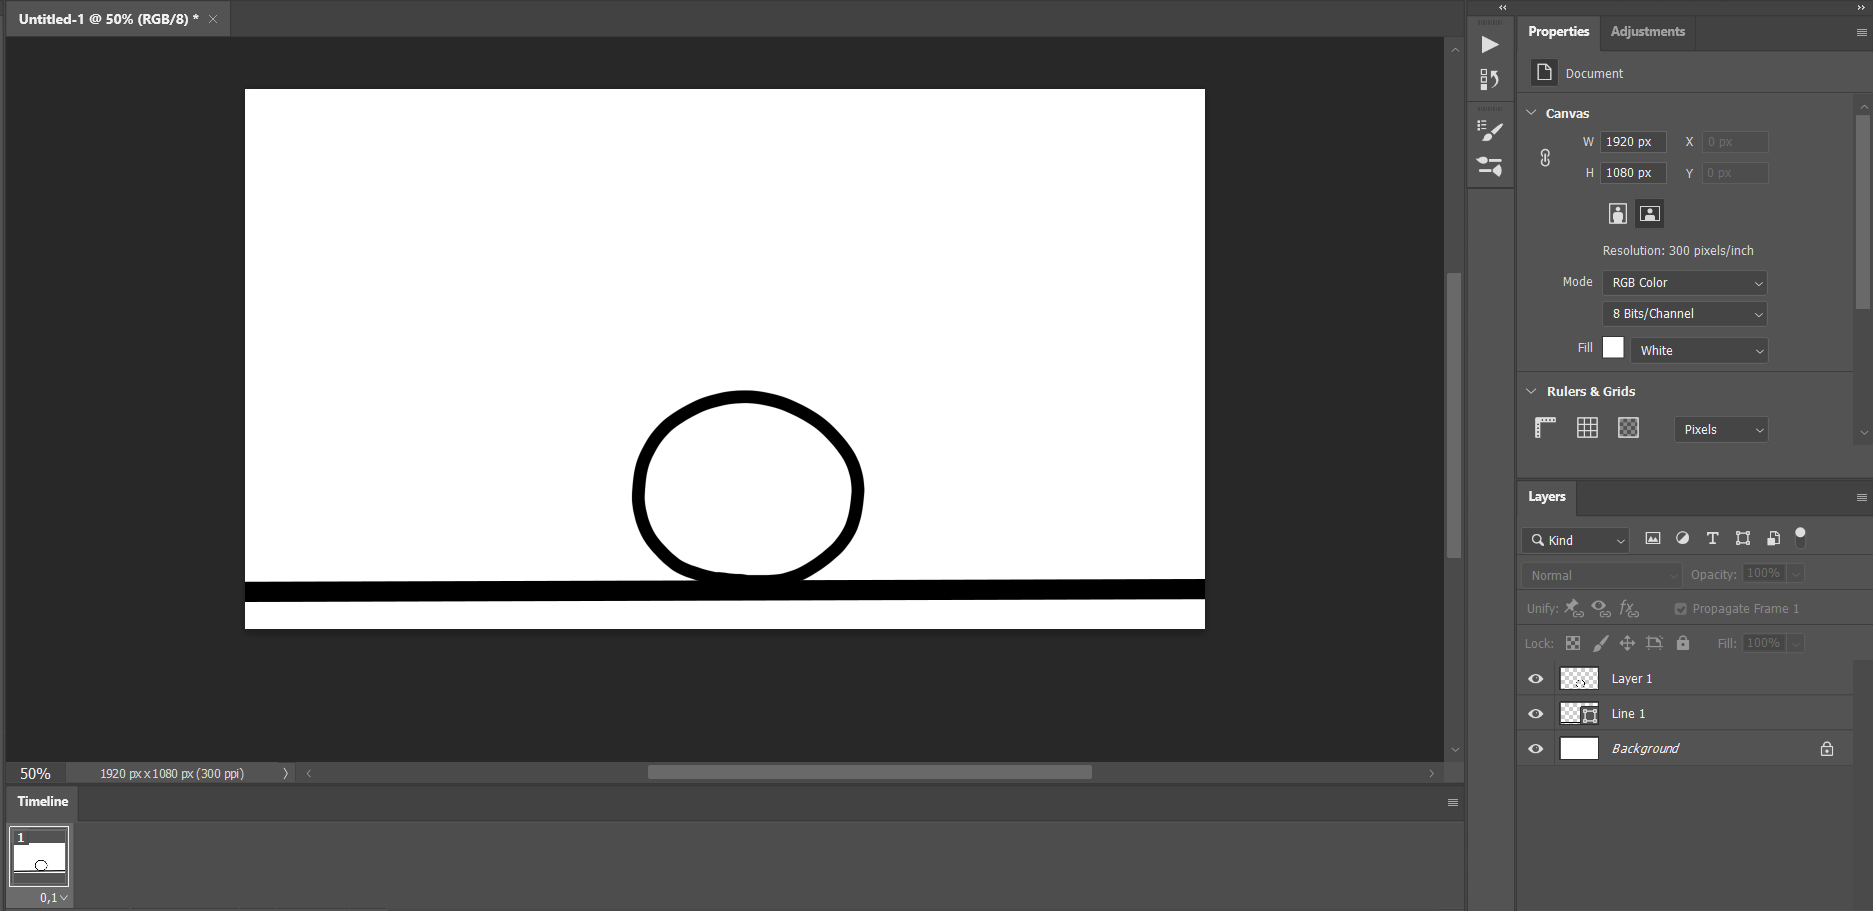 Untitled-1 @ 50% (RGB/8) *
Properties
Adjustments
Document
Canvas
W 1920 px X 0 px
H 1080 px Y 0 px
Resolution: 300 pixels/inch
Mode RGB Color
8 Bits/Channel
Fill White
Rulers & Grids
Pixels
Layers
Kind
Normal Opacity: 100%
Unify: Propagate Frame 1
Lock: Fill: 100%
Layer 1
Line 1
Background
50% 1920 px x 1080 px (300 ppi)
Timeline
1
0,1